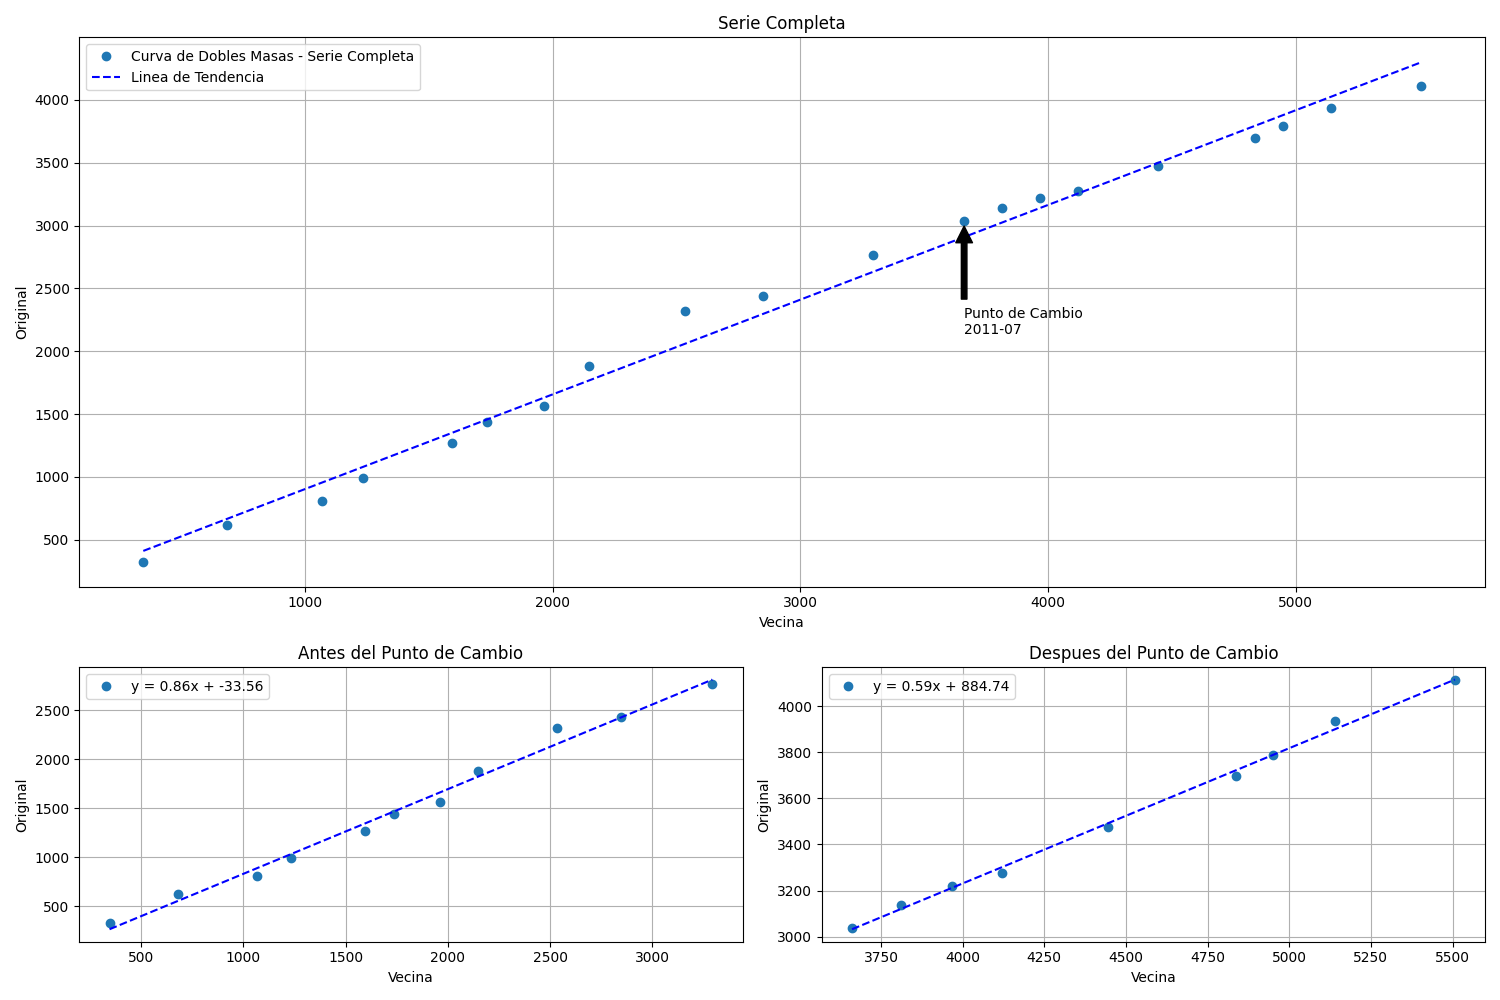 Serie Completa
Curva de Dobles Masas - Serie Completa
Linea de Tendencia
4000
3500
3000
2500
2000
1500
1000
500
Original
Punto de Cambio
2011-07
1000
2000
3000
4000
5000
Vecina
Antes del Punto de Cambio
y = 0.86x + -33.56
2500
2000
1500
1000
500
Original
500
1000
1500
2000
2500
3000
Vecina
Despues del Punto de Cambio
y = 0.59x + 884.74
4000
3800
3600
3400
3200
3000
Original
3750
4000
4250
4500
4750
5000
5250
5500
Vecina